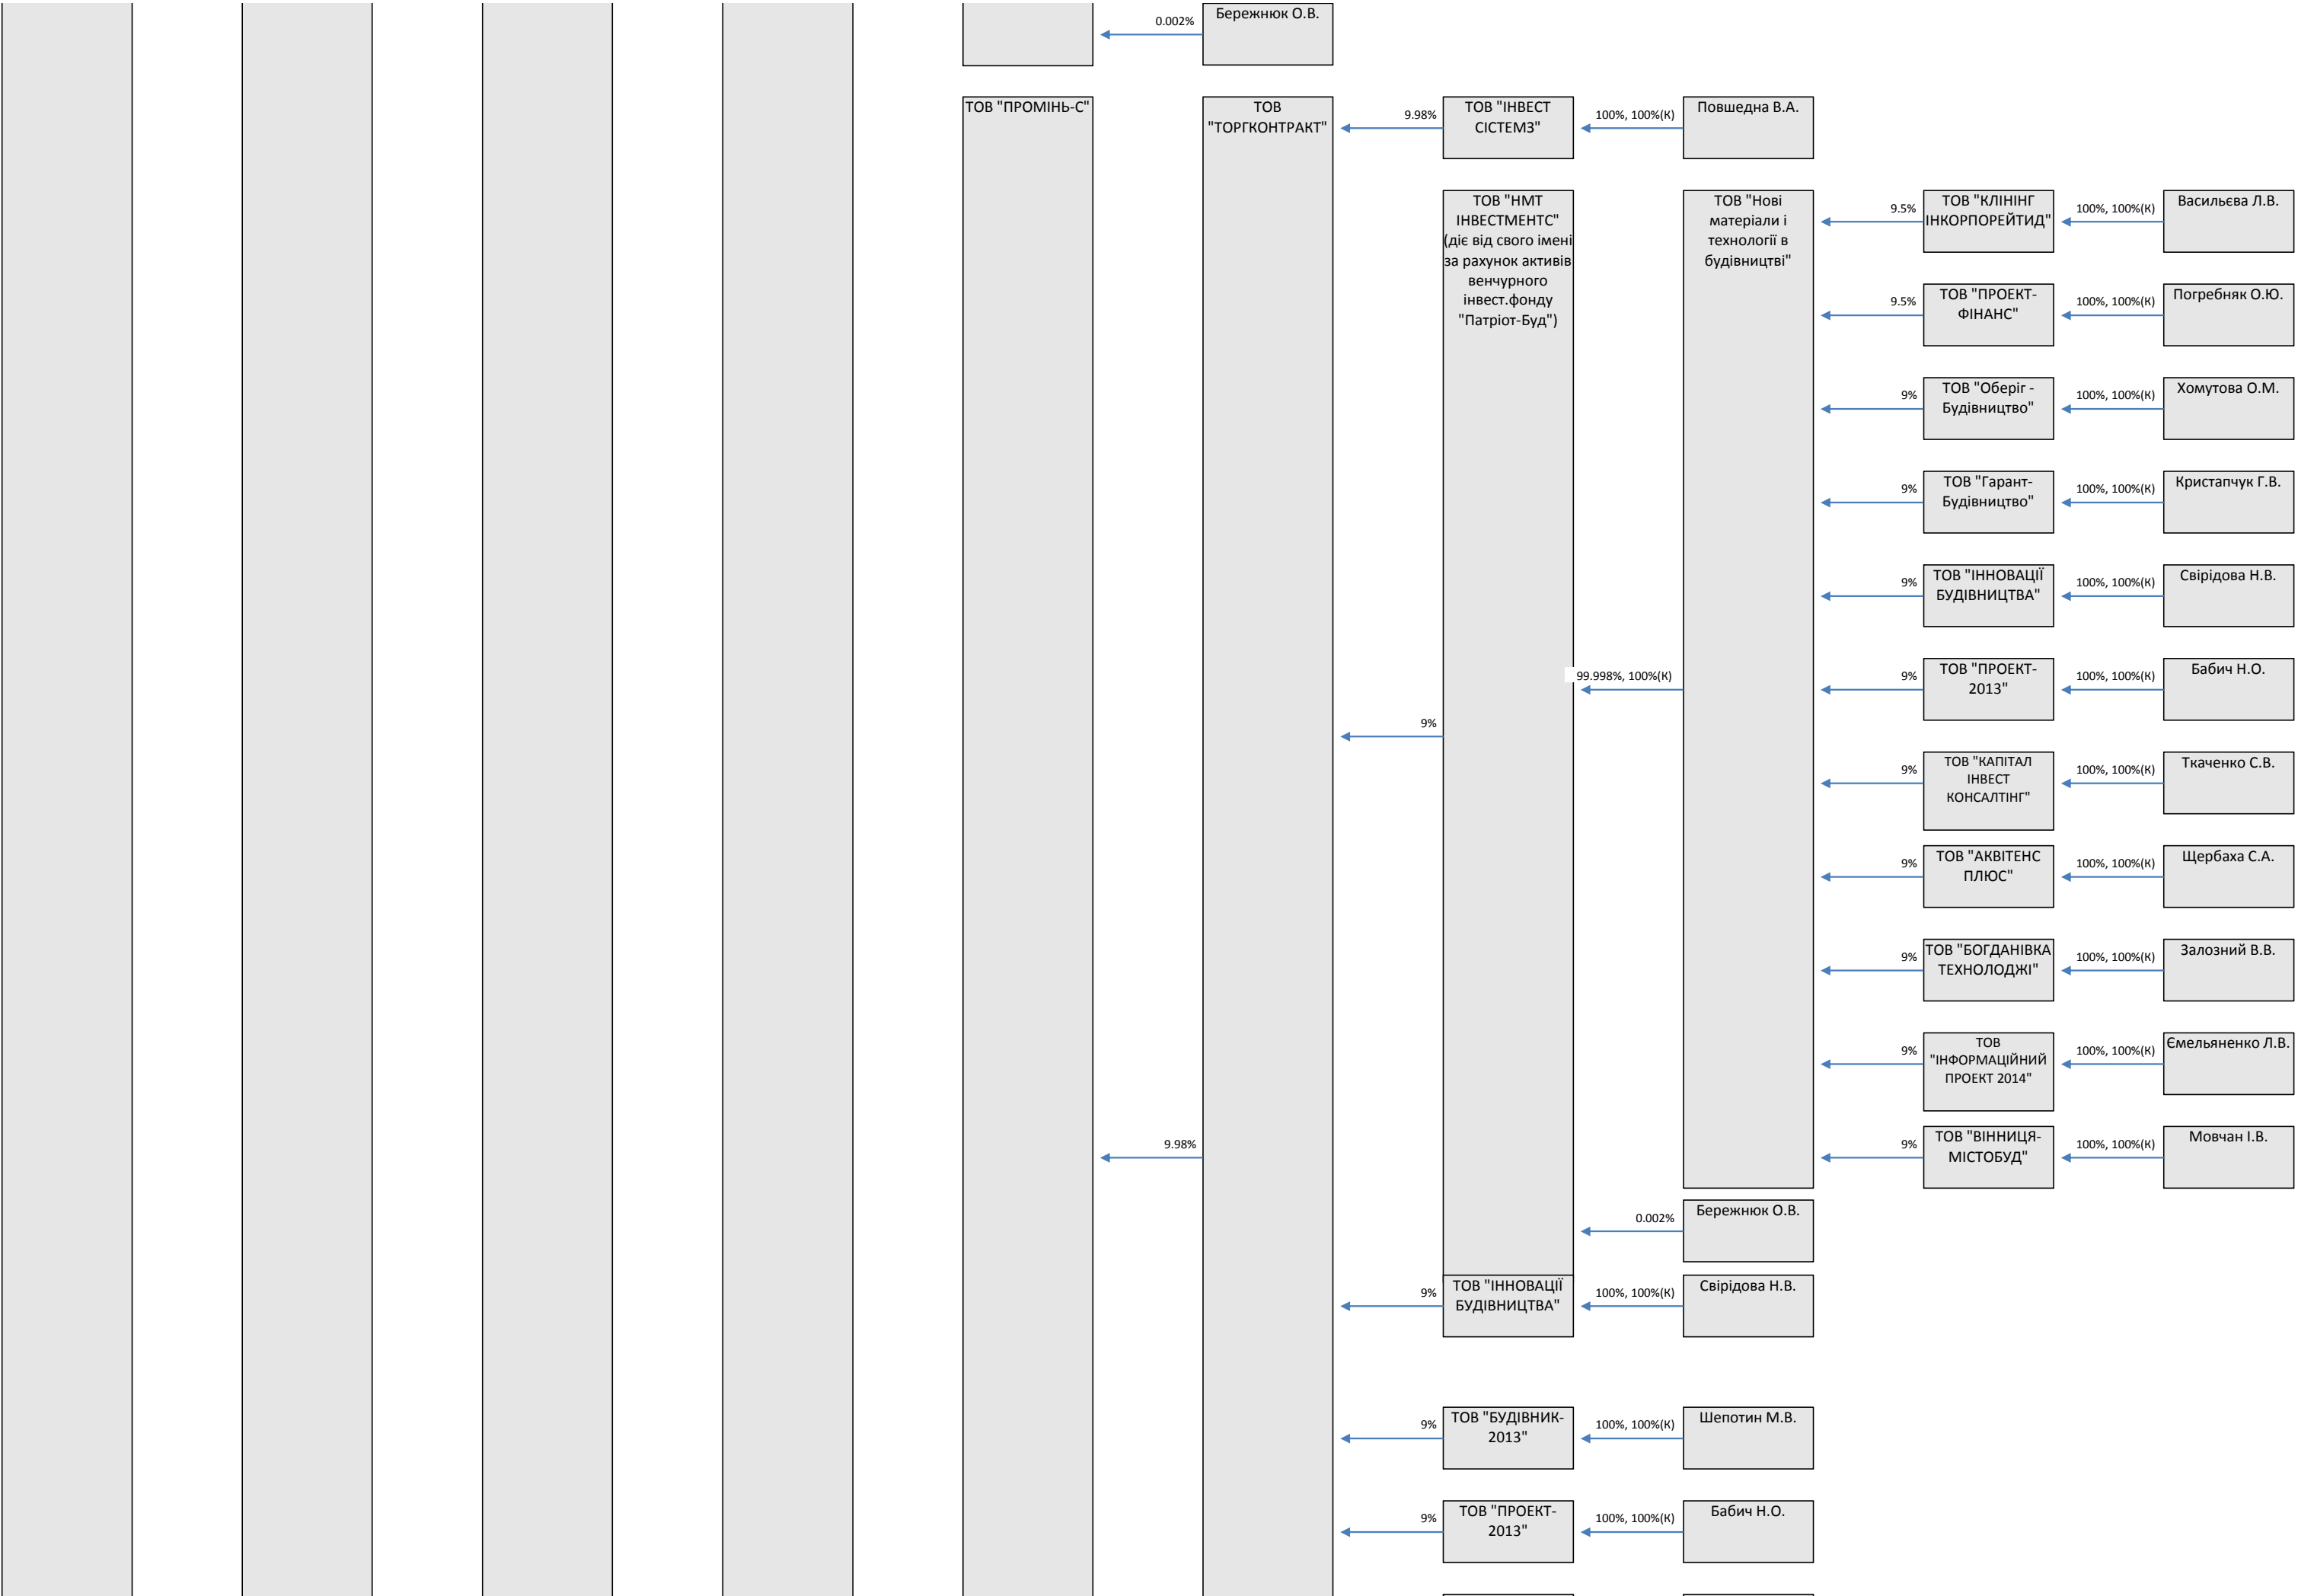 0.002%
Бережнюк О.В.
ТОВ "ПРОМІНЬ-С"
ТОВ
"ТОРГКОНТРАКТ"
9.98%
ТОВ "ІНВЕСТ
СІСТЕМЗ"
100%, 100%(К)
Повшедна В.А.
ТОВ "НМТ
ІНВЕСТМЕНТС"
(діє від свого імені
за рахунок активів
венчурного
інвест.фонду
"Патріот-Буд")
ТОВ "Нові
матеріали і
технології в
будівництві"
9.5%
ТОВ "КЛІНІНГ
ІНКОРПОРЕЙТИД"
100%, 100%(К)
Васильєва Л.В.
9.5%
ТОВ "ПРОЕКТ-
ФІНАНС"
100%, 100%(К)
Погребняк О.Ю.
9%
ТОВ "Оберіг -
Будівництво"
100%, 100%(К)
Хомутова О.М.
9%
ТОВ "Гарант-
Будівництво"
100%, 100%(К)
Кристапчук Г.В.
9%
ТОВ "ІННОВАЦІЇ
БУДІВНИЦТВА"
100%, 100%(К)
Свірідова Н.В.
99.998%, 100%(К)
9%
ТОВ "ПРОЕКТ-
2013"
100%, 100%(К)
Бабич Н.О.
9%
9%
ТОВ "КАПІТАЛ
ІНВЕСТ
КОНСАЛТІНГ"
100%, 100%(К)
Ткаченко С.В.
9%
ТОВ "АКВІТЕНС
ПЛЮС"
100%, 100%(К)
Щербаха С.А.
9%
ТОВ "БОГДАНІВКА
ТЕХНОЛОДЖІ"
100%, 100%(К)
Залозний В.В.
9%
ТОВ
"ІНФОРМАЦІЙНИЙ
ПРОЕКТ 2014"
100%, 100%(К)
Ємельяненко Л.В.
9.98%
9%
ТОВ "ВІННИЦЯ-
МІСТОБУД"
100%, 100%(К)
Мовчан І.В.
0.002%
Бережнюк О.В.
9%
ТОВ "ІННОВАЦІЇ
БУДІВНИЦТВА"
100%, 100%(К)
Свірідова Н.В.
9%
ТОВ "БУДІВНИК-
2013"
100%, 100%(К)
Шепотин М.В.
9%
ТОВ "ПРОЕКТ-
2013"
100%, 100%(К)
Бабич Н.О.